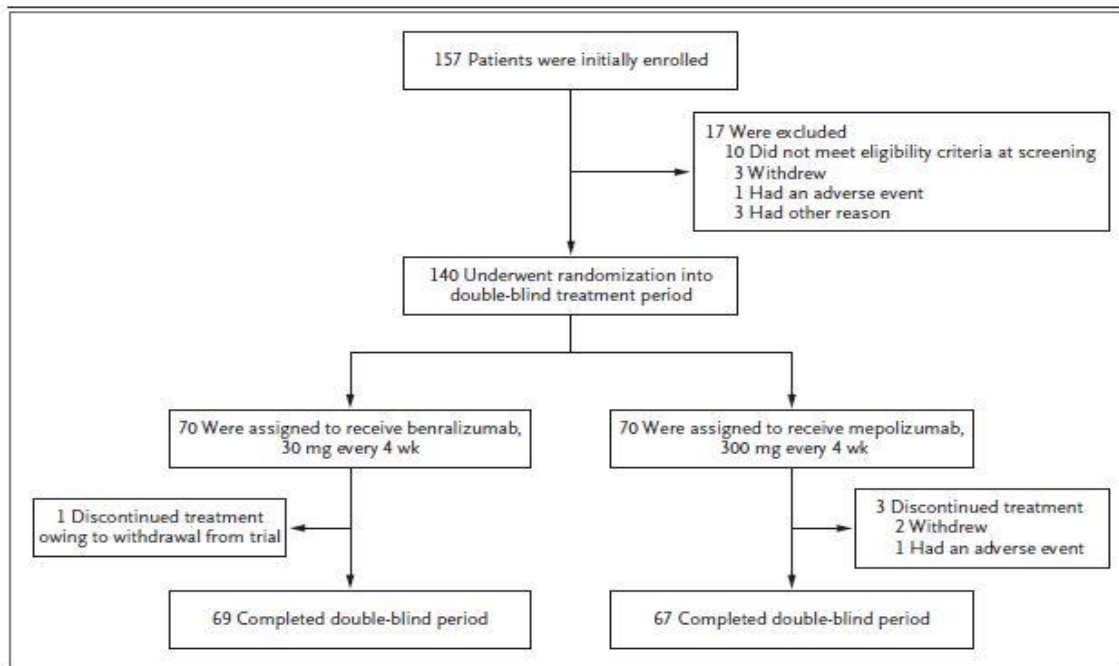 157 Patients were initially enrolled
17 Were excluded
10 Did not meet eligibility criteria at screening
3 Withdrew
1 Had an adverse event
3 Had other reason
140 Underwent randomization into
double-blind treatment period
70 Were assigned to receive benralizumab,
30 mg every 4 wk
70 Were assigned to receive mepolizumab,
300 mg every 4 wk
1 Discontinued treatment
owing to withdrawal from trial
3 Discontinued treatment
2 Withdrew
1 Had an adverse event
69 Completed double-blind period
67 Completed double-blind period